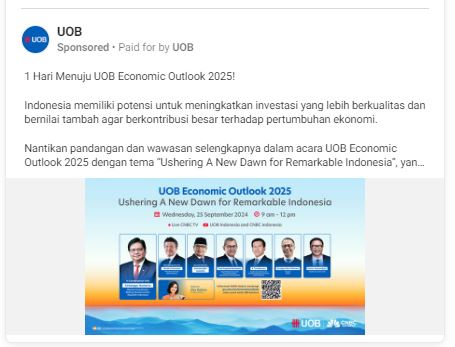 UOB
UOB
Sponsored • Paid for by UOB
1 Hari Menuju UOB Economic Outlook 2025!
Indonesia memiliki potensi untuk meningkatkan investasi yang lebih berkualitas dan
bernilai tambah agar berkontribusi besar terhadap pertumbuhan ekonomi.
Nantikan pandangan dan wawasan selengkapnya dalam acara UOB Economic
Outlook 2025 dengan tema “Ushering A New Dawn for Remarkable Indonesia”, yan...
UOB Economic Outlook 2025
Ushering A New Dawn for Remarkable Indonesia
Wednesday, 25 September 2024 9 am - 12 pm
Live CNBC TV UOB Indonesia and CNBC Indonesia
UOB CNBC